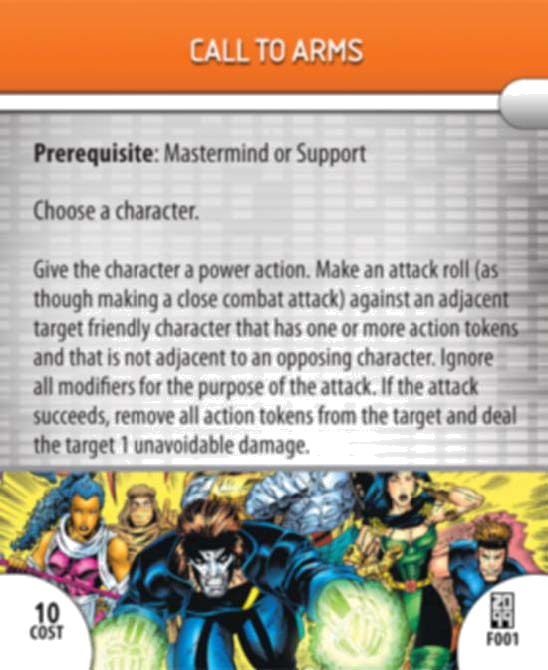 CALL TO ARMS
Prerequisite: Mastermind or Support
Choose a character.
Give the character a power action. Make an attack roll (as
though making a close combat attack) against an adjacent
target friendly character that has one or more action tokens
and that is not adjacent to an opposing character. Ignore
all modifiers for the purpose of the attack. If the attack
succeeds, remove all action tokens from the target and deal
the target 1 unavoidable damage.
10
COST
2099
F001